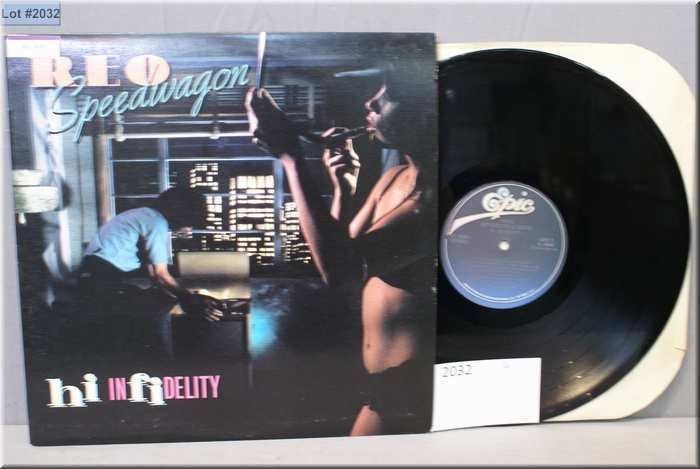 Lot #2032
REO
Speedwagon
hi INfiDELITY
Epic
2032